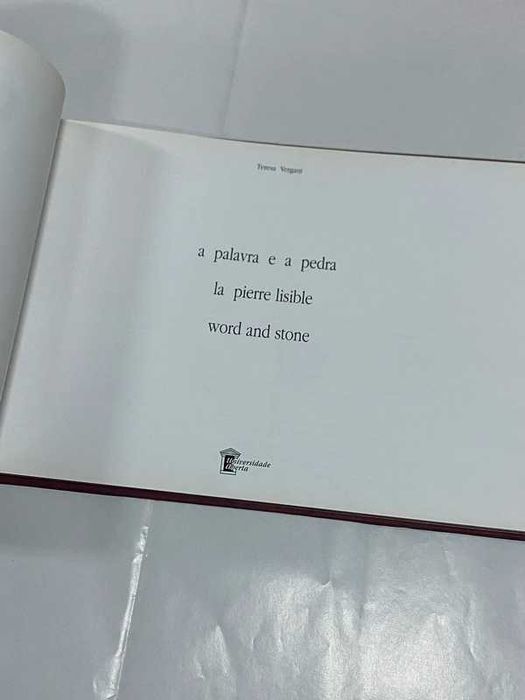 Teresa Vergani
a palavra e a pedra
la pierre lisible
word and stone
Universidade
Aberta